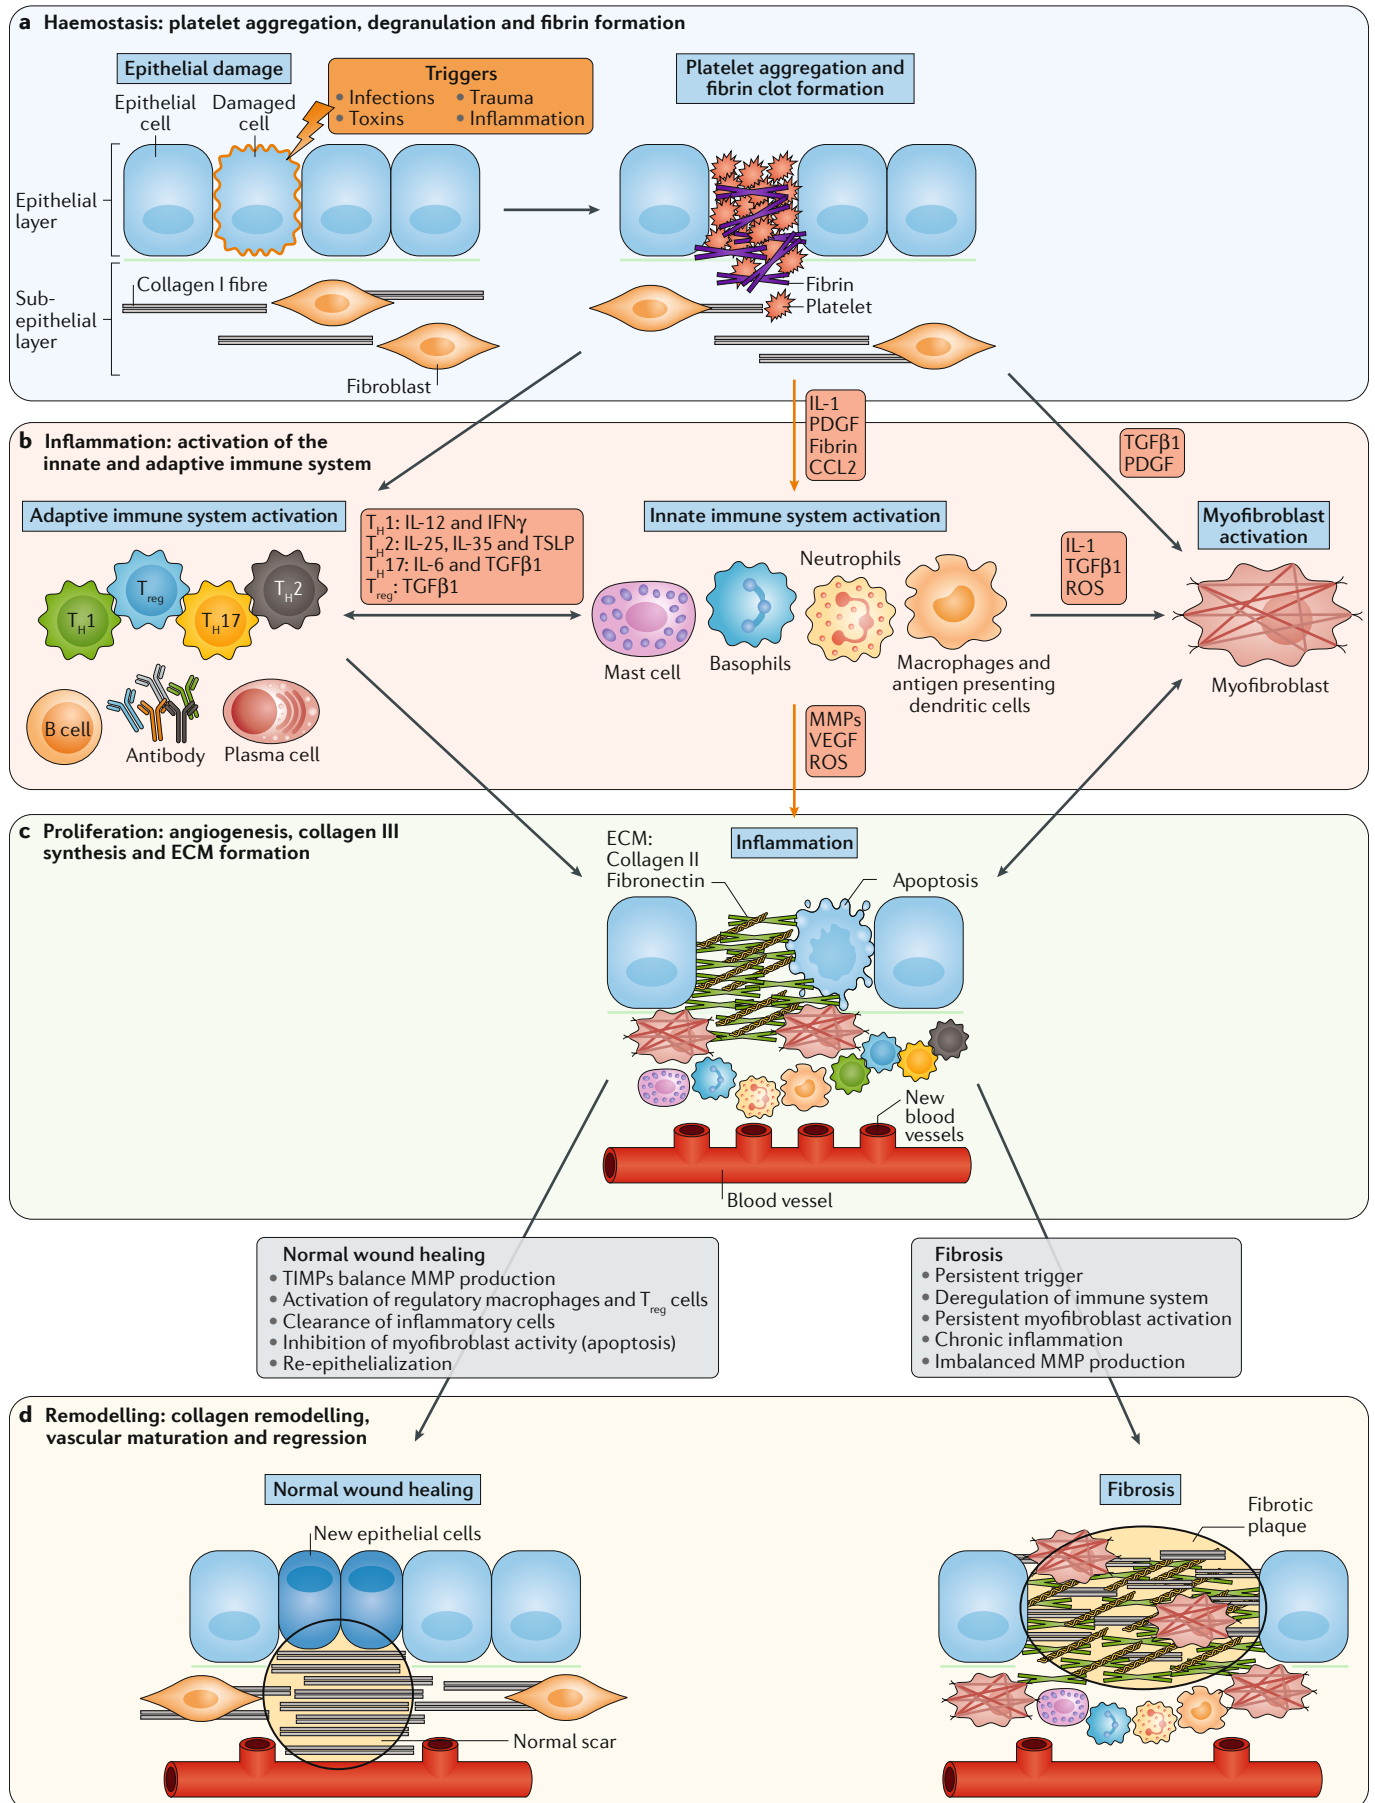 a Haemostasis: platelet aggregation, degranulation and fibrin formation
Epithelial damage
Triggers
• Infections
• Trauma
• Toxins
• Inflammation
Platelet aggregation and
fibrin clot formation
Epithelial
cell
Damaged
cell
Epithelial
layer
Collagen I fibre
Sub-
epithelial
layer
Fibroblast
Fibrin
Platelet
IL-1
PDGF
Fibrin
CCL2
TGFβ1
PDGF
b Inflammation: activation of the
innate and adaptive immune system
Adaptive immune system activation
TH1: IL-12 and IFNγ
TH2: IL-25, IL-35 and TSLP
TH17: IL-6 and TGFβ1
Treg: TGFβ1
Innate immune system activation
Myofibroblast
activation
IL-1
TGFβ1
ROS
TH1
Treg
TH17
TH2
Neutrophils
Mast cell
Basophils
Macrophages and
antigen presenting
dendritic cells
Myofibroblast
B cell
Antibody
Plasma cell
MMPs
VEGF
ROS
c Proliferation: angiogenesis, collagen III
synthesis and ECM formation
ECM:
Collagen II
Fibronectin
Inflammation
Apoptosis
New
blood
vessels
Blood vessel
Normal wound healing
• TIMPs balance MMP production
• Activation of regulatory macrophages and Treg cells
• Clearance of inflammatory cells
• Inhibition of myofibroblast activity (apoptosis)
• Re-epithelialization
Fibrosis
• Persistent trigger
• Deregulation of immune system
• Persistent myofibroblast activation
• Chronic inflammation
• Imbalanced MMP production
d Remodelling: collagen remodelling,
vascular maturation and regression
Normal wound healing
New epithelial cells
Normal scar
Fibrosis
Fibrotic
plaque